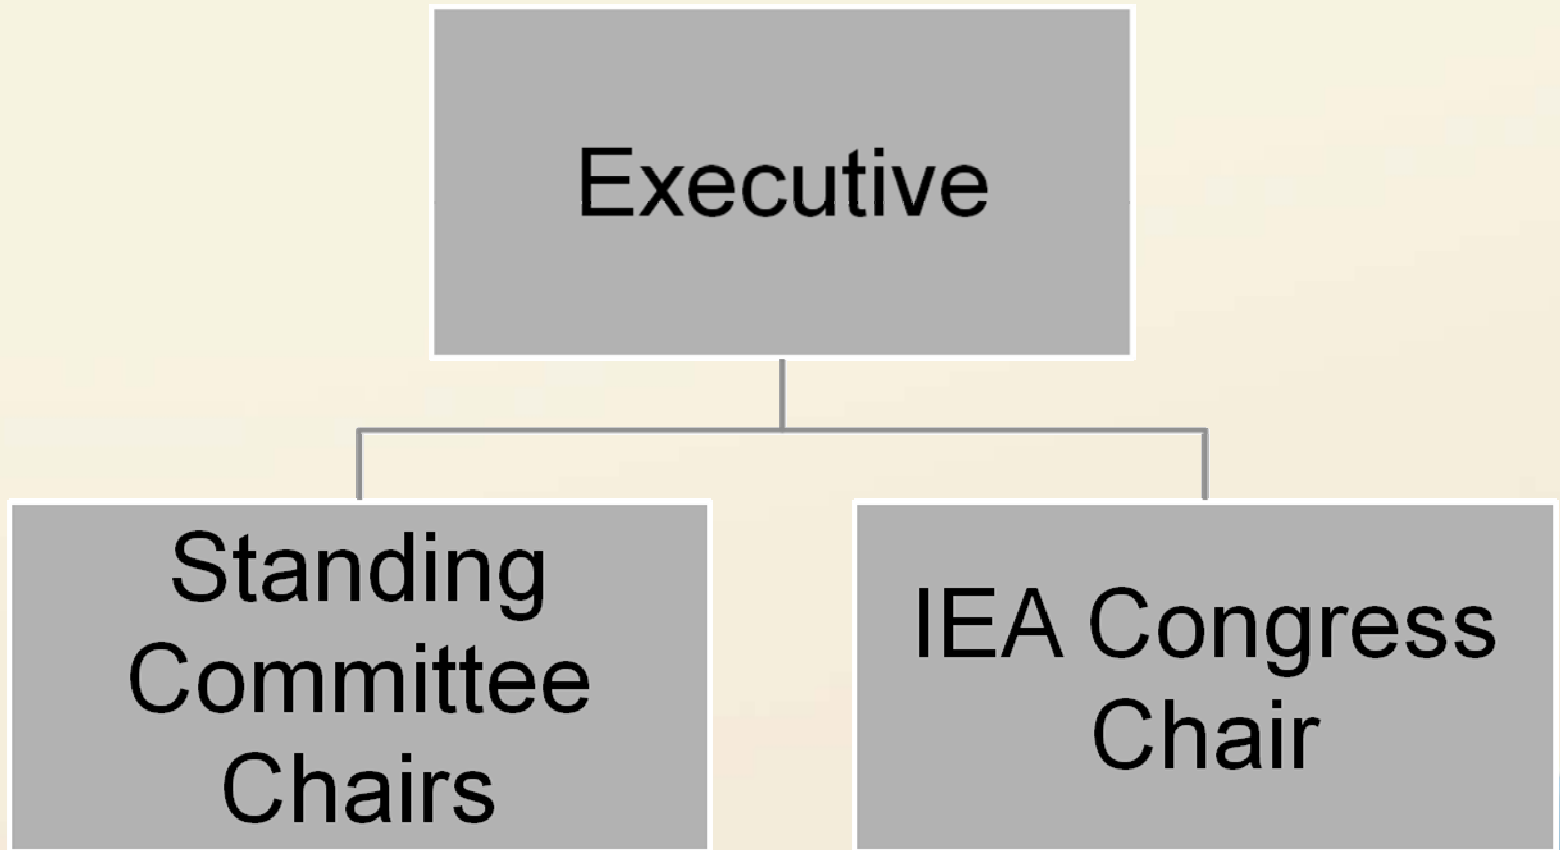 Executive
Standing
Committee
Chairs
IEA Congress
Chair